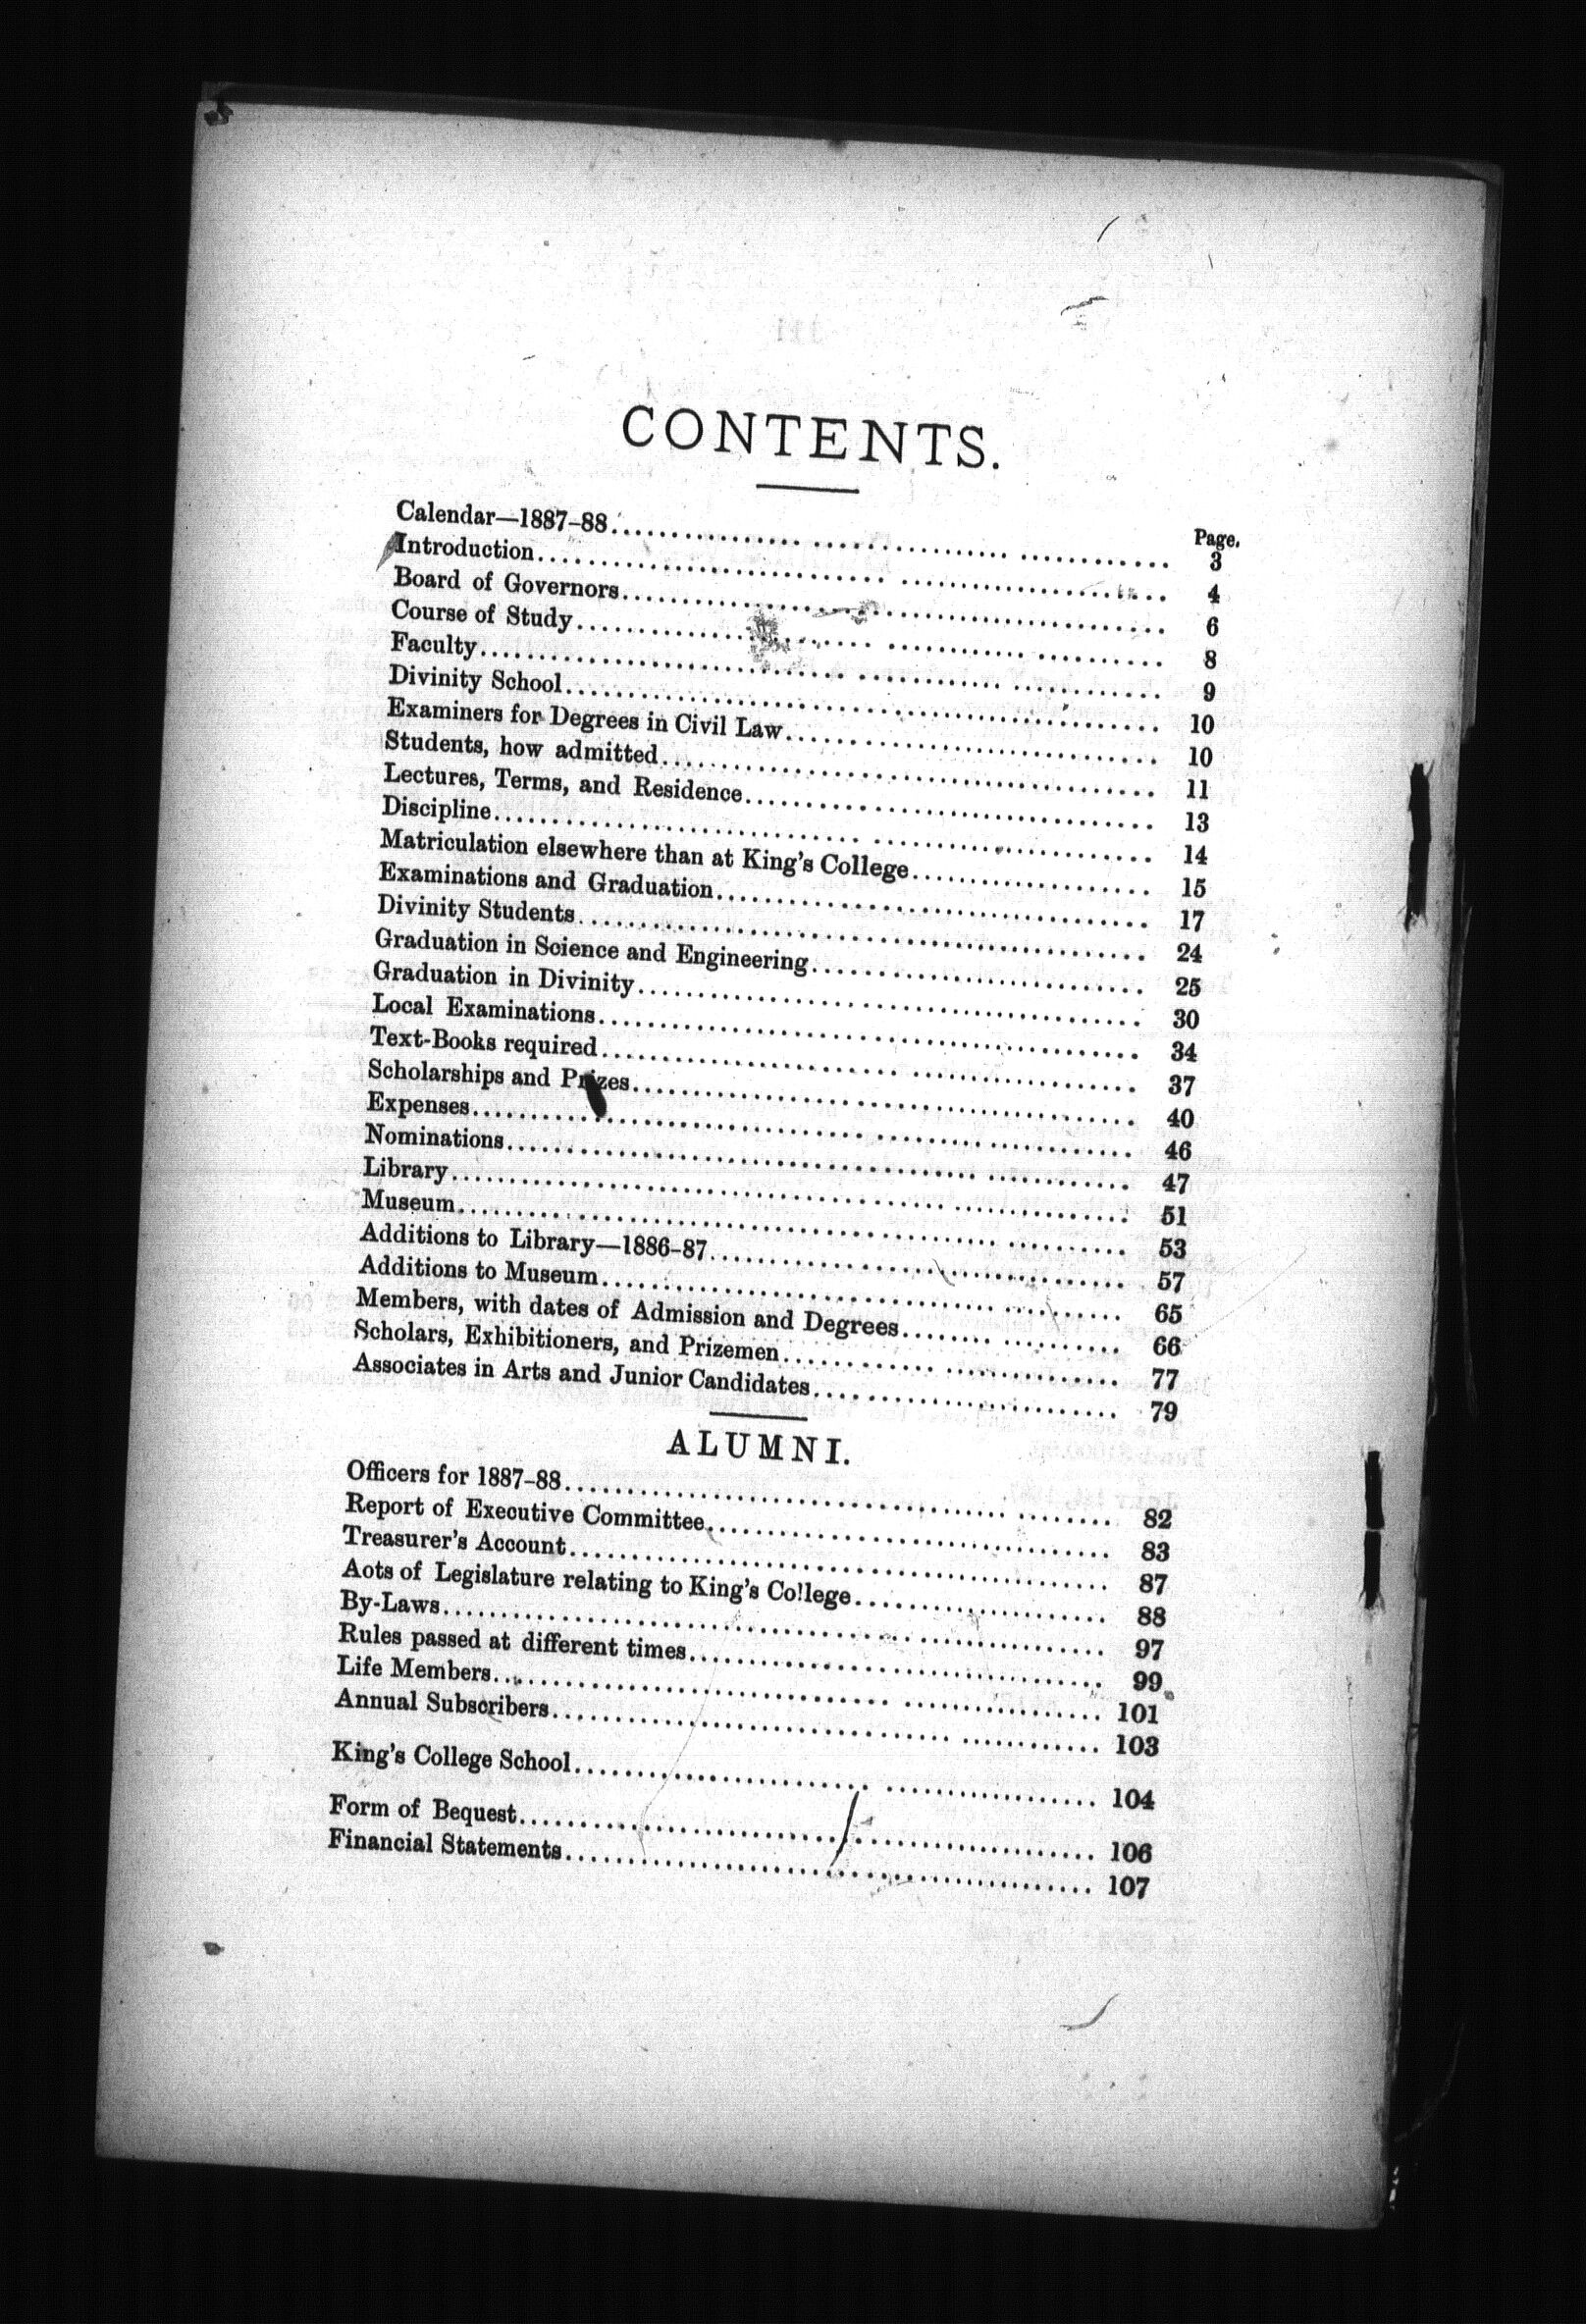 CONTENTS.
Page.
Calendar—1887-88 3
Introduction 4
Board of Governors 6
Course of Study 8
Faculty 9
Divinity School 10
Examiners for Degrees in Civil Law 10
Students, how admitted 11
Lectures, Terms, and Residence 13
Discipline 14
Matriculation elsewhere than at King's College 15
Examinations and Graduation 17
Divinity Students 24
Graduation in Science and Engineering 25
Graduation in Divinity 30
Local Examinations 34
Text-Books required 37
Scholarships and Prizes 40
Expenses 46
Nominations 47
Library 51
Museum 53
Additions to Library—1886-87 57
Additions to Museum 65
Members, with dates of Admission and Degrees 66
Scholars, Exhibitioners, and Prizemen 77
Associates in Arts and Junior Candidates 79
ALUMNI.
Officers for 1887-88 82
Report of Executive Committee 83
Treasurer's Account 87
Acts of Legislature relating to King's College 88
By-Laws 97
Rules passed at different times 99
Life Members 101
Annual Subscribers 103
King's College School 104
Form of Bequest 106
Financial Statements 107